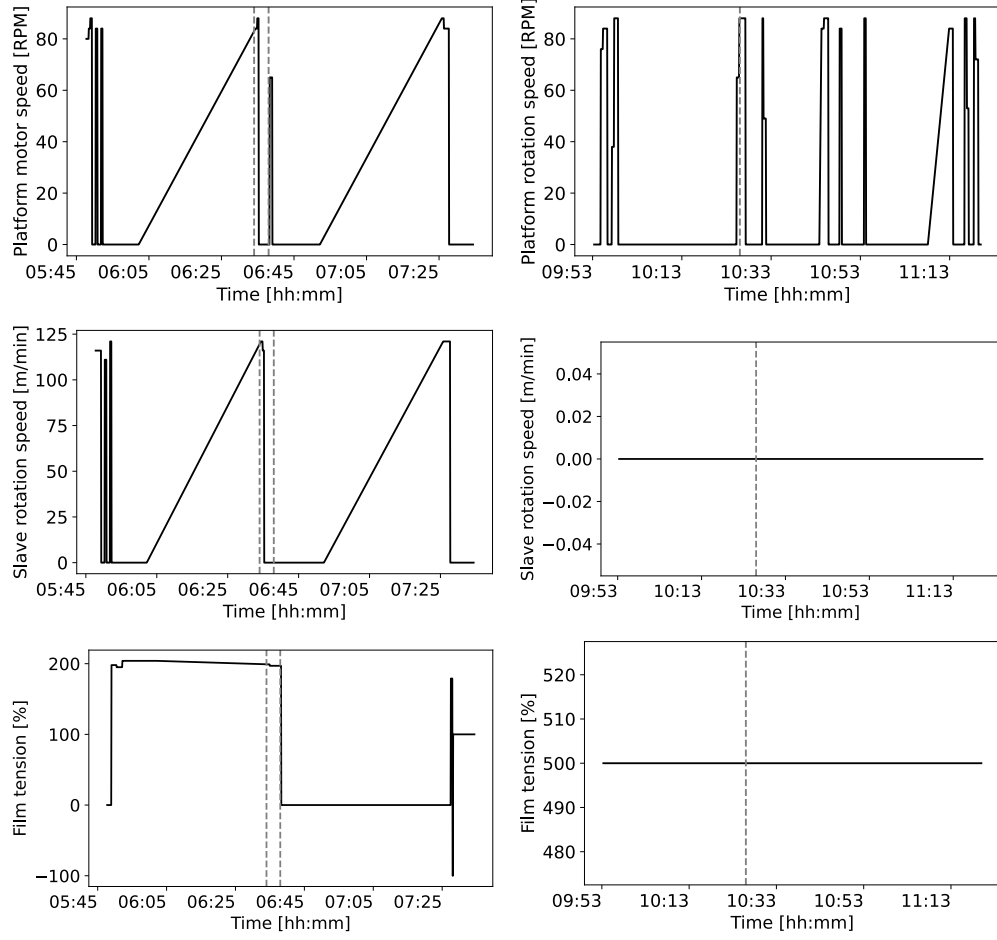 Platform motor speed [RPM]
80
60
40
20
0
05:45 06:05 06:25 06:45 07:05 07:25
Time [hh:mm]
Platform rotation speed [RPM]
80
60
40
20
0
09:53 10:13 10:33 10:53 11:13
Time [hh:mm]
Slave rotation speed [m/min]
125
100
75
50
25
0
05:45 06:05 06:25 06:45 07:05 07:25
Time [hh:mm]
Slave rotation speed [m/min]
0.04
0.02
0.00
−0.02
−0.04
09:53 10:13 10:33 10:53 11:13
Time [hh:mm]
Film tension [%]
200
100
0
−100
05:45 06:05 06:25 06:45 07:05 07:25
Time [hh:mm]
Film tension [%]
520
510
500
490
480
09:53 10:13 10:33 10:53 11:13
Time [hh:mm]